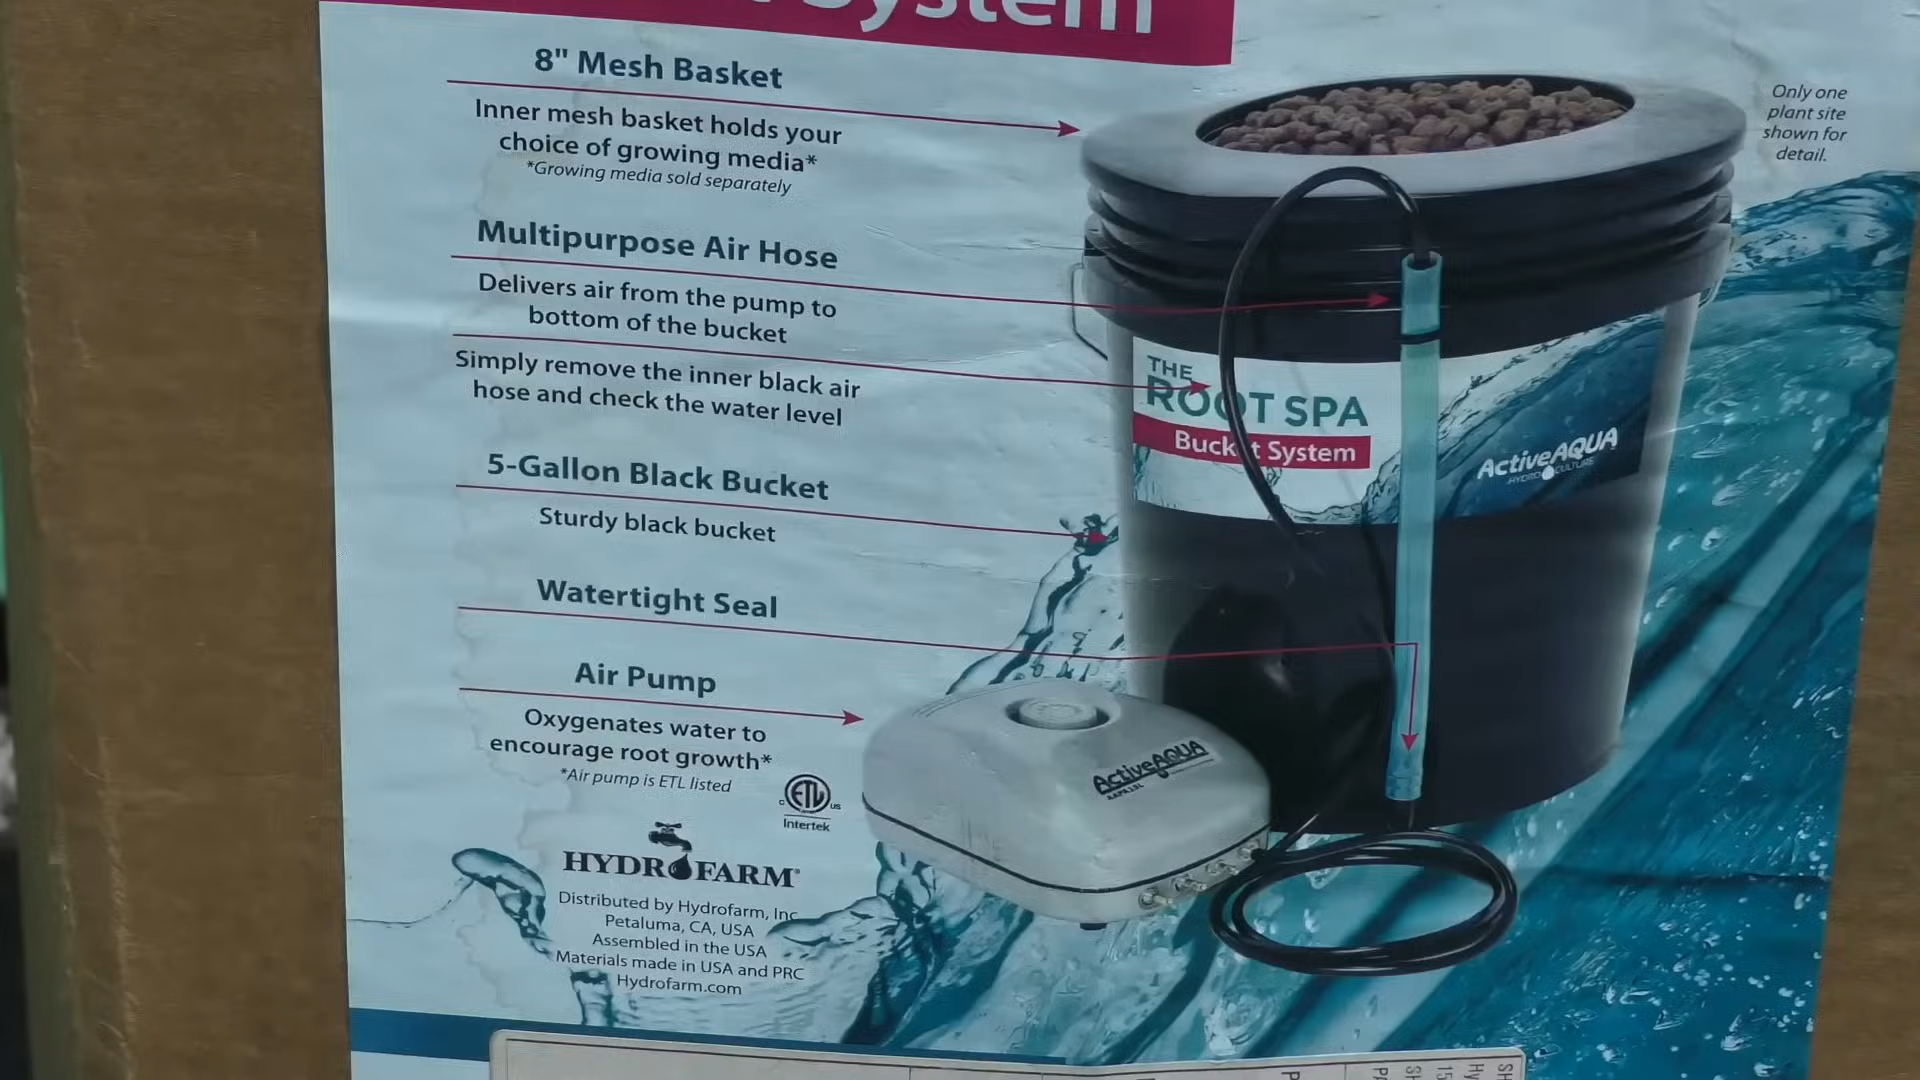 System
8" Mesh Basket
Inner mesh basket holds your
choice of growing media*
*Growing media sold separately
Multipurpose Air Hose
Delivers air from the pump to
bottom of the bucket
Simply remove the inner black air
hose and check the water level
5-Gallon Black Bucket
Sturdy black bucket
Watertight Seal
Air Pump
Oxygenates water to
encourage root growth*
*Air pump is ETL listed
C ETL US
Intertek
HYDROFARM®
Distributed by Hydrofarm, Inc
Petaluma, CA, USA
Assembled in the USA
Materials made in USA and PRC
Hydrofarm.com
Only one
plant site
shown for
detail.
THE
ROOT SPA
Bucket System
ActiveAQUA
HYDROCULTURE
ActiveAQUA